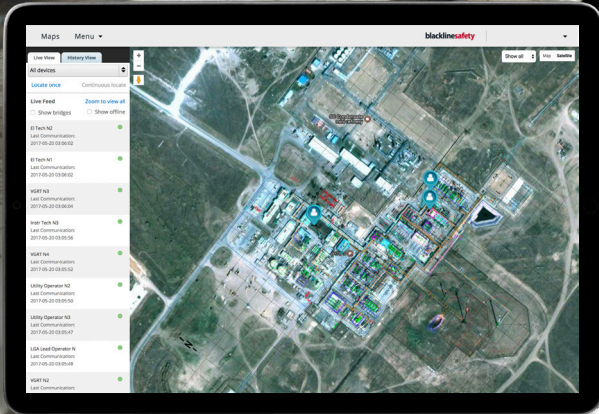 Maps Menu
blacklinesafety
Live View History View
All devices
Locate once Continuous locate
Live Feed Zoom to view all
Show bridges Show offline
El Tech N2
Last Communication:
2017-05-20 03:06:02
El Tech N1
Last Communication:
2017-05-20 03:06:02
VGRT N3
Last Communication:
2017-05-20 03:06:04
Instr Tech N3
Last Communication:
2017-05-20 03:05:56
VGRT N4
Last Communication:
2017-05-20 03:05:52
Utility Operator N2
Last Communication:
2017-05-20 03:05:50
Utility Operator N3
Last Communication:
2017-05-20 03:05:47
LGA Lead Operator N
Last Communication:
2017-05-20 03:05:48
VGRT N2
Last Communication:
+
−
Show all
Map Satellite
-N-